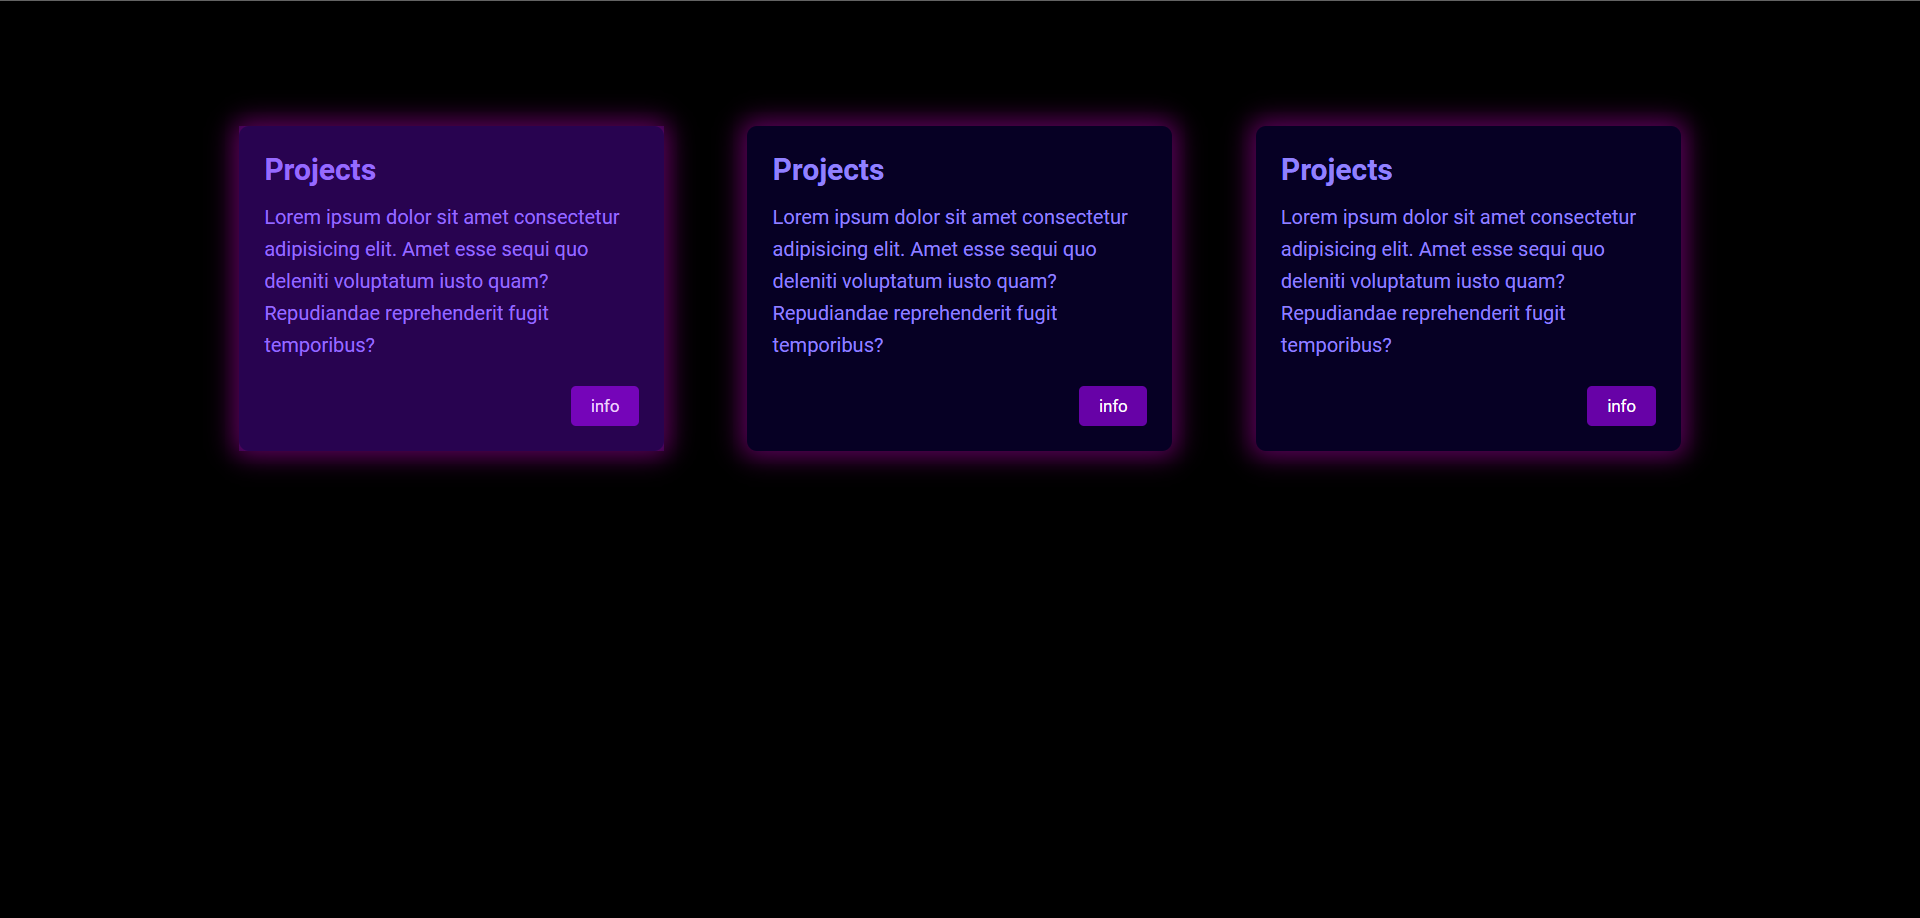 Projects
Lorem ipsum dolor sit amet consectetur
adipisicing elit. Amet esse sequi quo
deleniti voluptatum iusto quam?
Repudiandae reprehenderit fugit
temporibus?
info
Projects
Lorem ipsum dolor sit amet consectetur
adipisicing elit. Amet esse sequi quo
deleniti voluptatum iusto quam?
Repudiandae reprehenderit fugit
temporibus?
info
Projects
Lorem ipsum dolor sit amet consectetur
adipisicing elit. Amet esse sequi quo
deleniti voluptatum iusto quam?
Repudiandae reprehenderit fugit
temporibus?
info